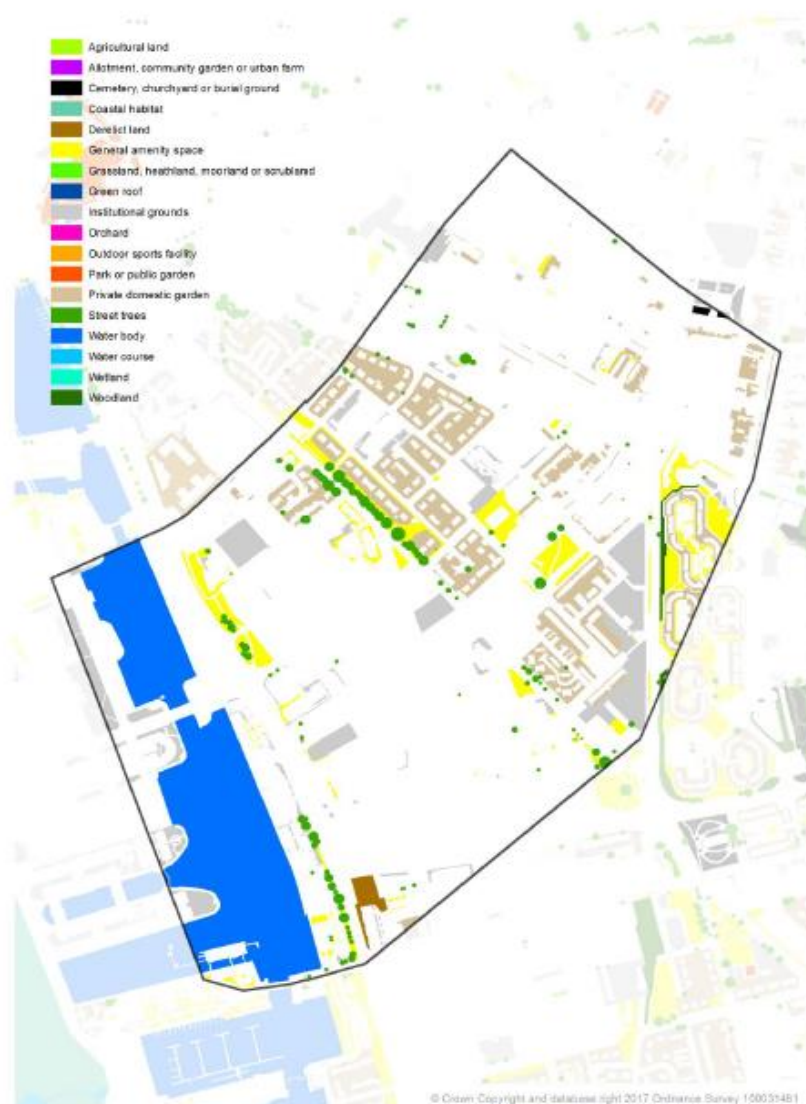 Agricultural land
Allotment, community garden or urban farm
Cemetery, churchyard or burial ground
Coastal habitat
Derelict land
General amenity space
Grassland, heathland, moorland or scrubland
Green roof
Institutional grounds
Orchard
Outdoor sports facility
Park or public garden
Private domestic garden
Street trees
Water body
Water course
Wetland
Woodland
© Crown Copyright and database right 2017 Ordnance Survey 100031461